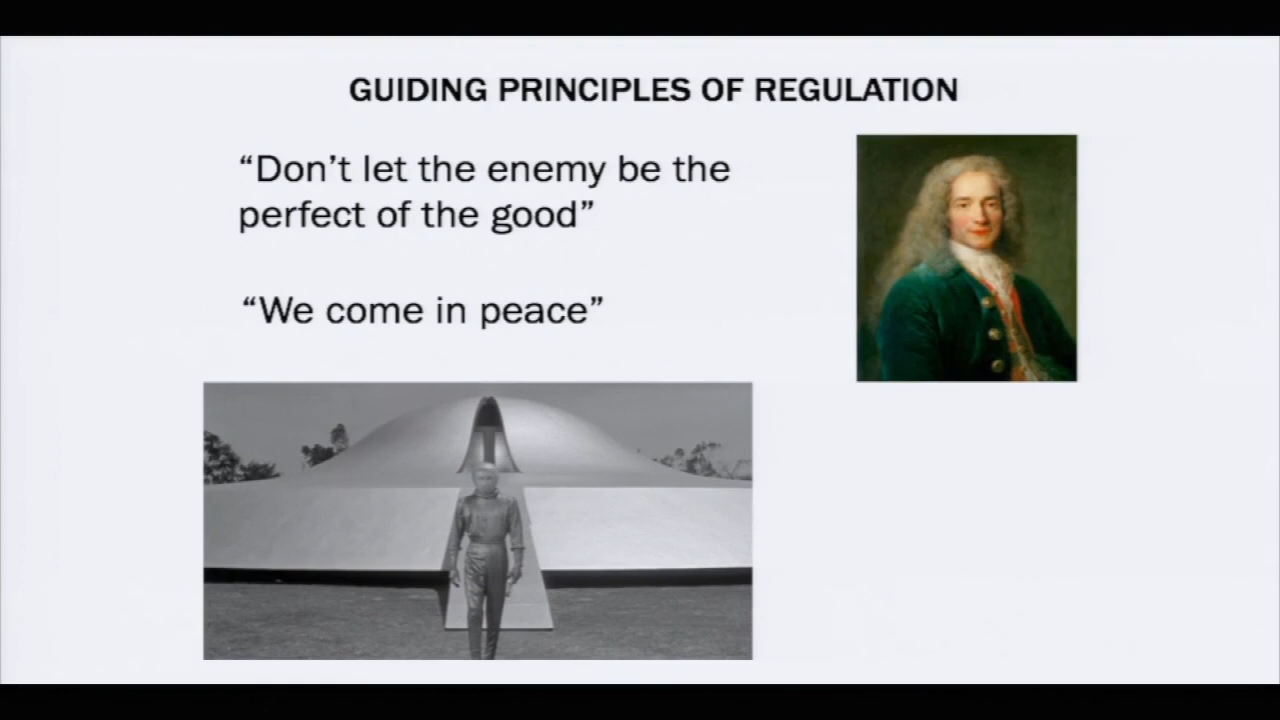 GUIDING PRINCIPLES OF REGULATION
“Don’t let the enemy be the
perfect of the good”
“We come in peace”